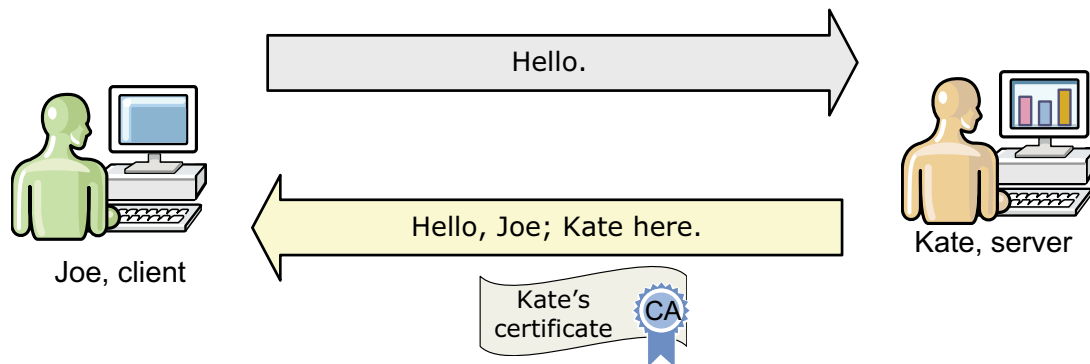 Hello.
Hello, Joe; Kate here.
Joe, client
Kate, server
Kate’s
certificate
CA